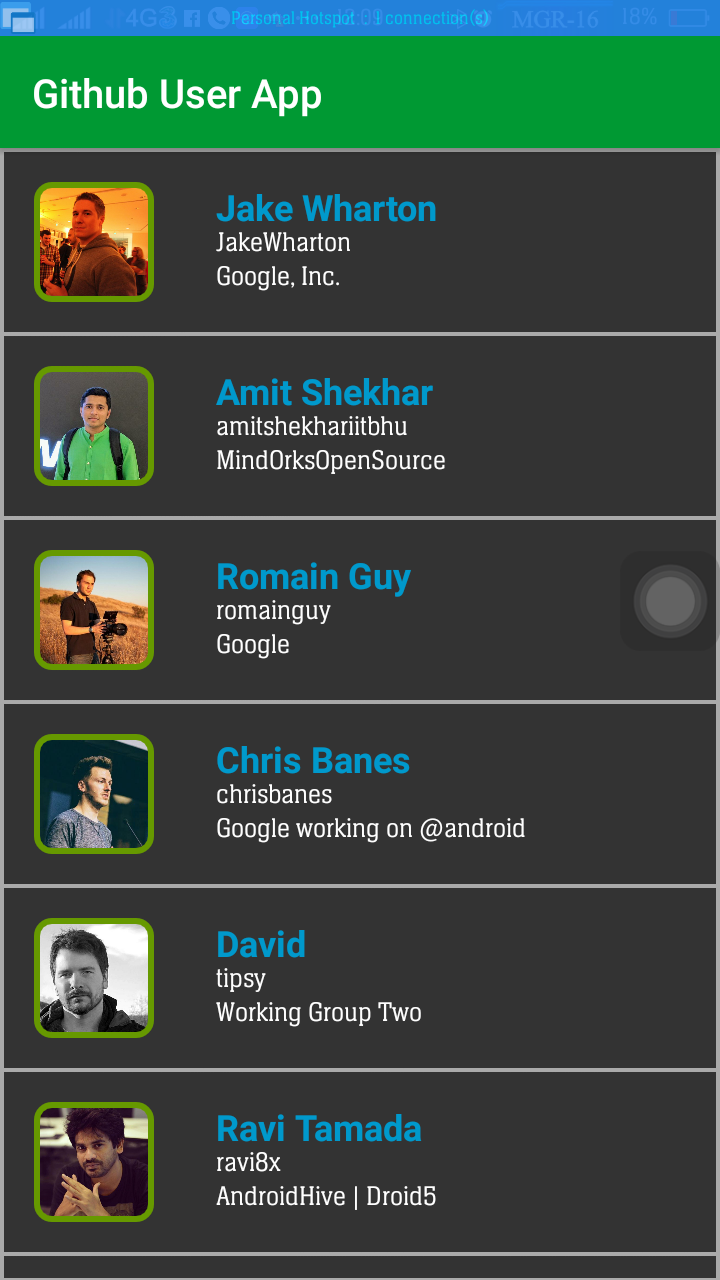 4G Personal Hotspot : 1 connection(s) MGR-16 18%
Github User App
Jake Wharton
JakeWharton
Google, Inc.
Amit Shekhar
amitshekhariitbhu
MindOrksOpenSource
Romain Guy
romainguy
Google
Chris Banes
chrisbanes
Google working on @android
David
tipsy
Working Group Two
Ravi Tamada
ravi8x
AndroidHive | Droid5